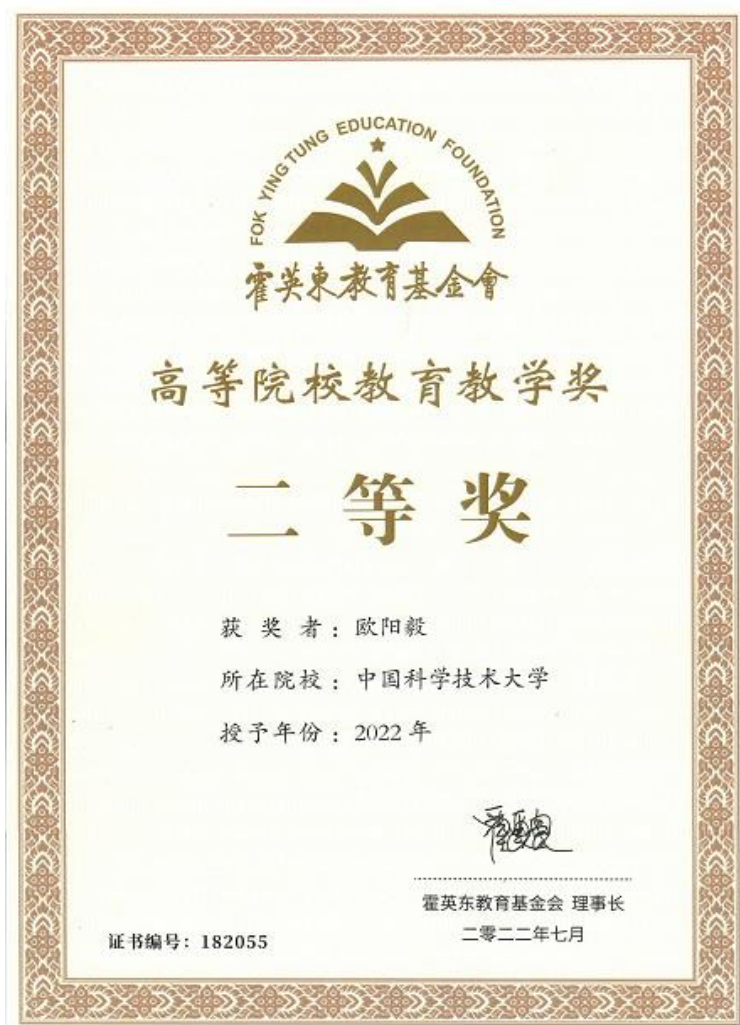 FOK YING TUNG EDUCATION FOUNDATION
霍英東教育基金會
高等院校教育教学奖
二等奖
获奖者：欧阳毅
所在院校：中国科学技术大学
授予年份：2022年
霍英东教育基金会 理事长
二零二二年七月
证书编号：182055